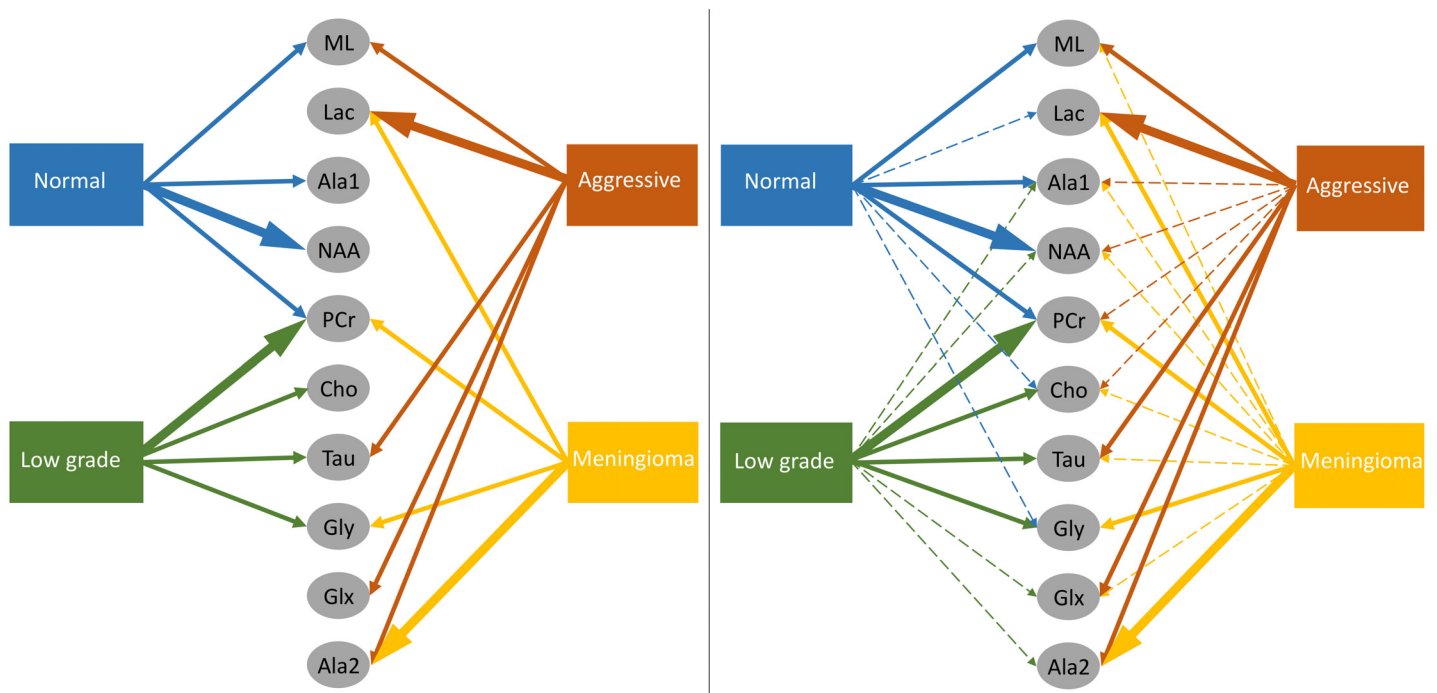 ML
Lac
Normal
Ala1
Aggressive
NAA
PCr
Cho
Low grade
Tau
Meningioma
Gly
Glx
Ala2
ML
Lac
Normal
Ala1
Aggressive
NAA
PCr
Cho
Low grade
Tau
Meningioma
Gly
Glx
Ala2